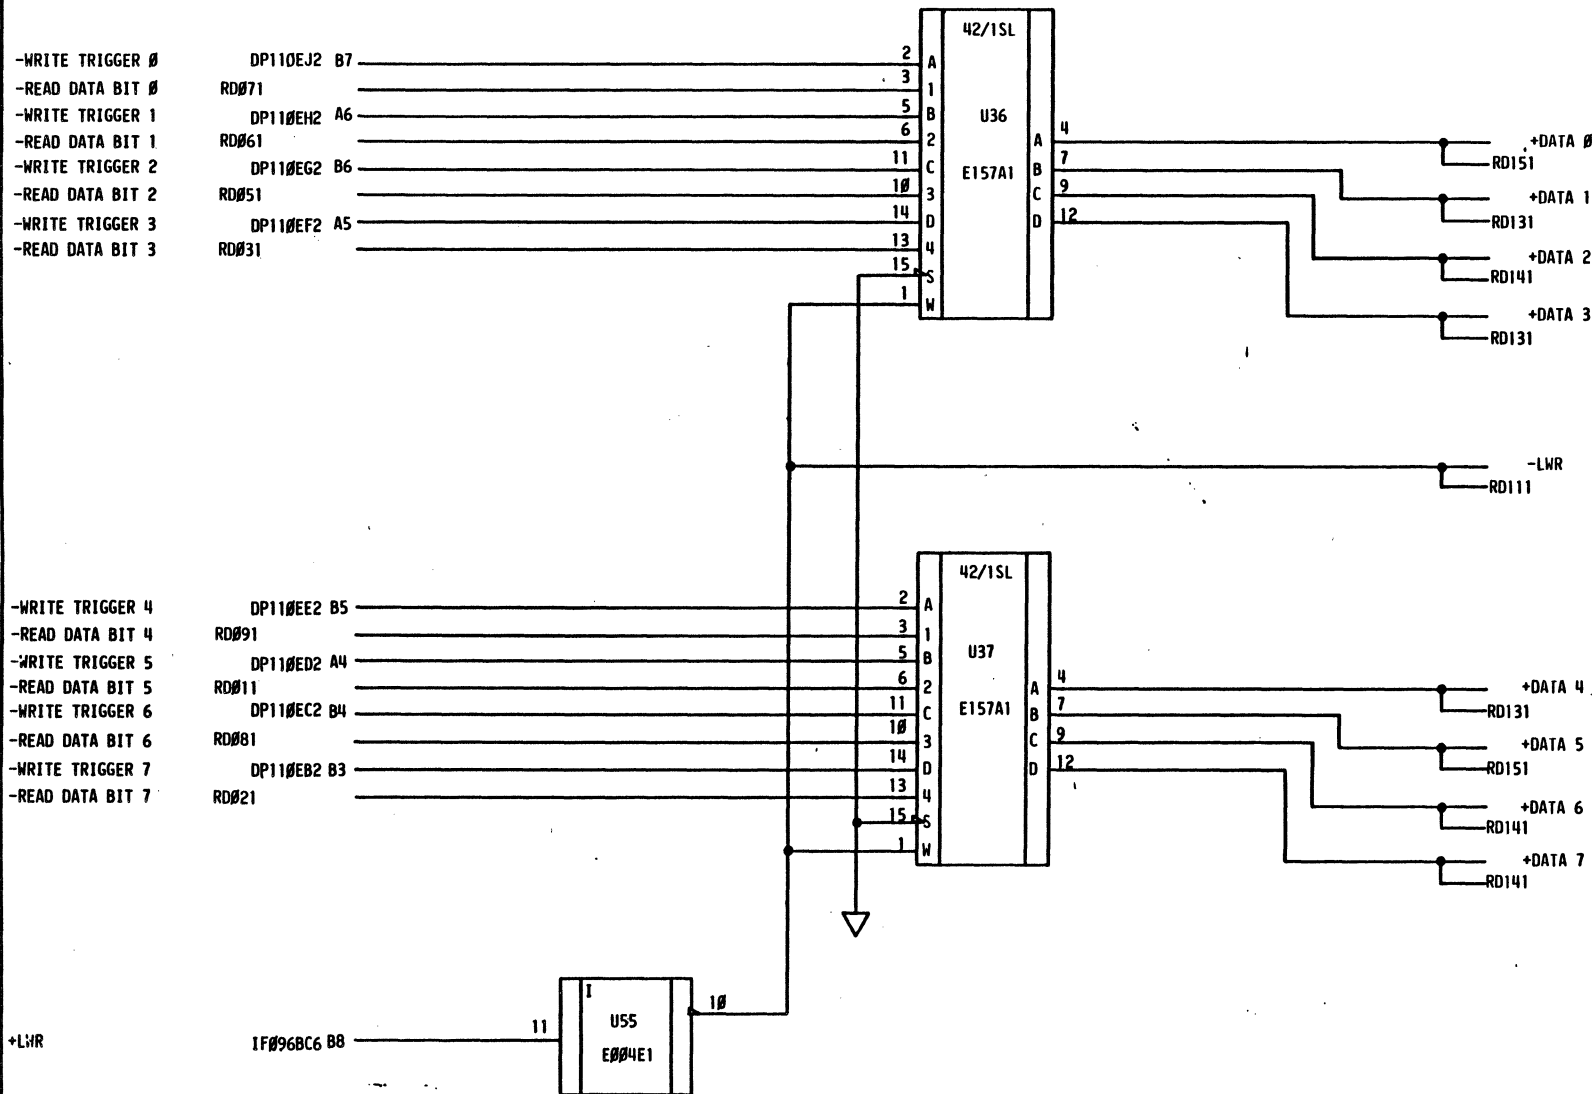 42/1SL
-WRITE TRIGGER Ø DP110EJ2 B7 2 A
-READ DATA BIT Ø RDØ71 3 1
-WRITE TRIGGER 1 DP11ØEH2 A6 5 B U36
-READ DATA BIT 1 RDØ61 6 2 A 4 +DATA Ø
RD151
-WRITE TRIGGER 2 DP11ØEG2 B6 11 C E157A1 B 7
-READ DATA BIT 2 RDØ51 1Ø 3 C 9 +DATA 1
RD131
-WRITE TRIGGER 3 DP11ØEF2 A5 14 D D 12
-READ DATA BIT 3 RDØ31 13 4 +DATA 2
15 S RD141
1 W +DATA 3
RD131
-LWR
RD111
42/1SL
-WRITE TRIGGER 4 DP11ØEE2 B5 2 A
-READ DATA BIT 4 RDØ91 3 1
-WRITE TRIGGER 5 DP11ØED2 A4 5 B U37
-READ DATA BIT 5 RDØ11 6 2 A 4 +DATA 4
-WRITE TRIGGER 6 DP11ØEC2 B4 11 C E157A1 B 7 RD131
-READ DATA BIT 6 RDØ81 1Ø 3 C 9 +DATA 5
-WRITE TRIGGER 7 DP11ØEB2 B3 14 D D 12 RD151
-READ DATA BIT 7 RDØ21 13 4 +DATA 6
15 S RD141
1 W +DATA 7
RD141
I
1Ø
U55
+LWR IFØ96BC6 B8 11
EØØ4E1